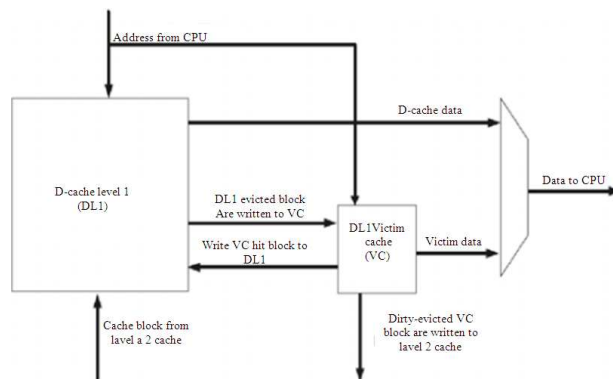 Address from CPU
D-cache data
D-cache level 1
(DL1)
Data to CPU
DL1 evicted block
Are written to VC
DL1Victim
cache
(VC)
Victim data
Write VC hit block to
DL1
Cache block from
lavel a 2 cache
Dirty-evicted VC
block are written to
lavel 2 cache